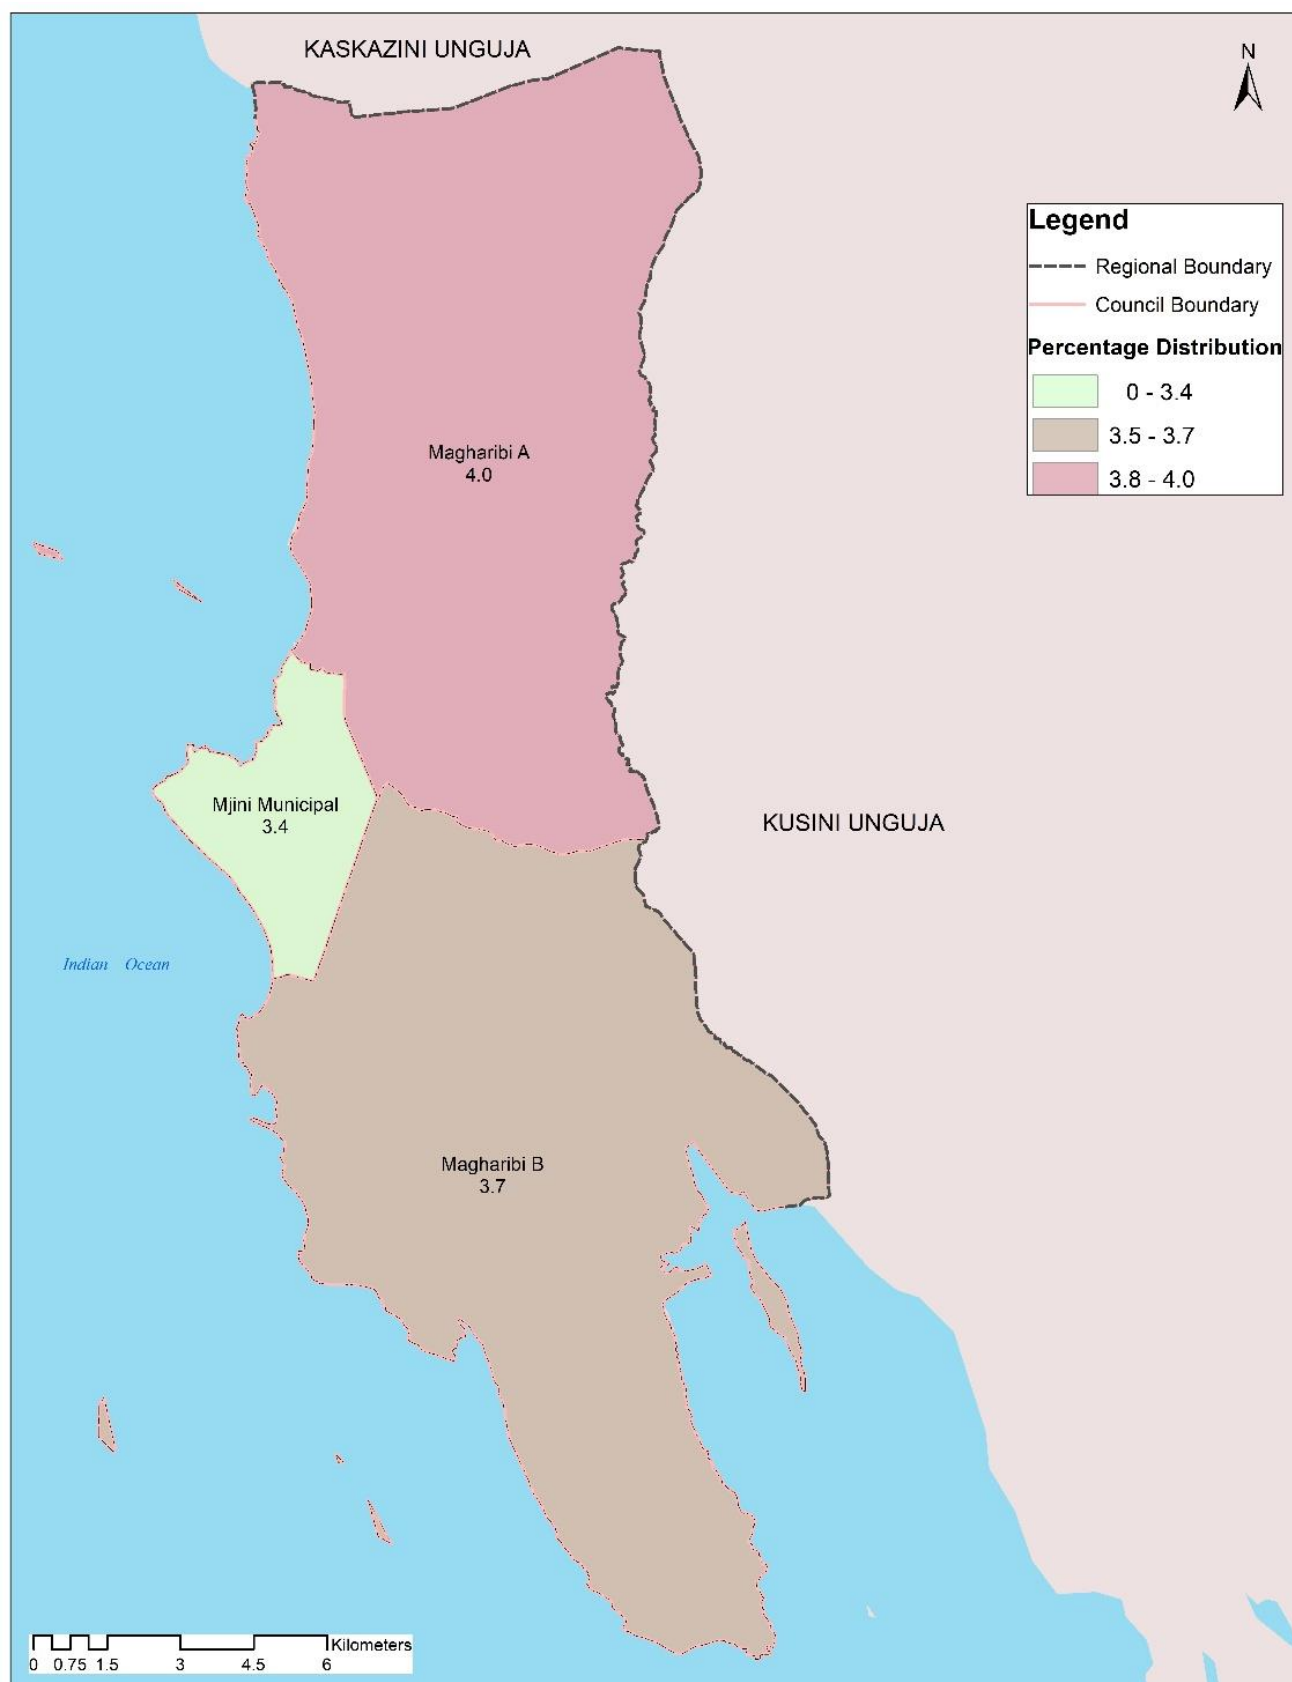 KASKAZINI UNGUJA
N
Legend
Regional Boundary
Council Boundary
Percentage Distribution
0 - 3.4
3.5 - 3.7
3.8 - 4.0
Magharibi A
4.0
Mjini Municipal
3.4
KUSINI UNGUJA
Indian Ocean
Magharibi B
3.7
Kilometers
0 0.75 1.5 3 4.5 6